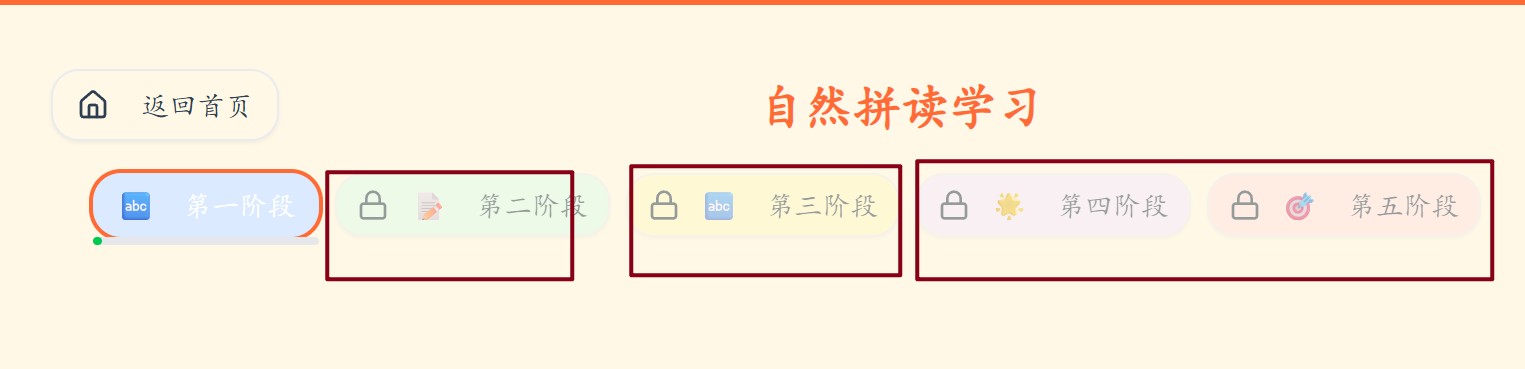 返回首页
自然拼读学习
abc 第一阶段
第二阶段
abc 第三阶段
第四阶段
第五阶段